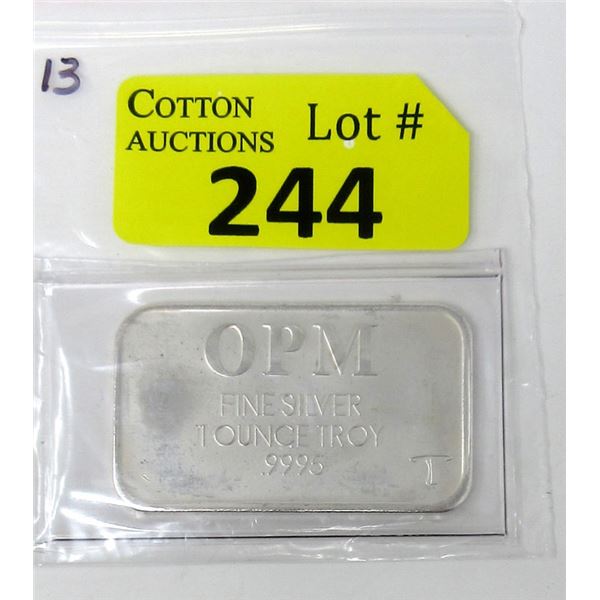 13
COTTON
AUCTIONS
Lot #
244
OPM
FINE SILVER
1 OUNCE TROY
.9995
T